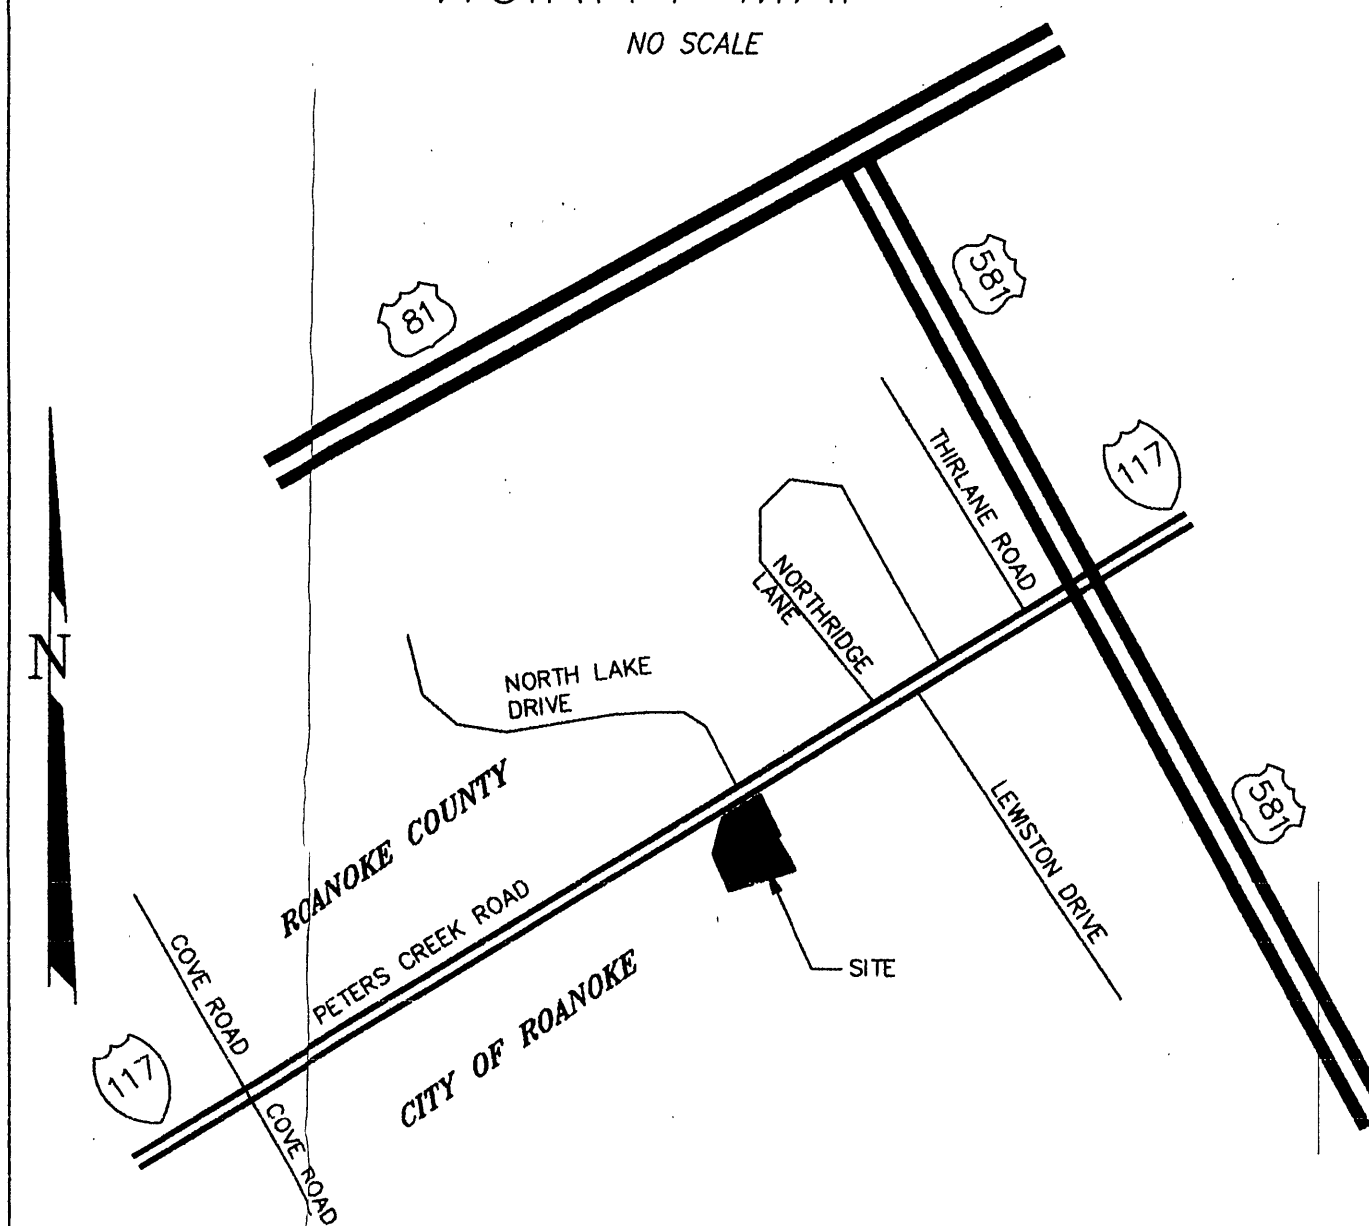 NO SCALE
81
581
117
THIRLANE ROAD
NORTHRIDGE
LANE
N
NORTH LAKE
DRIVE
581
LEWISTON DRIVE
ROANOKE COUNTY
PETERS CREEK ROAD
SITE
CITY OF ROANOKE
COVE ROAD
117
COVE ROAD